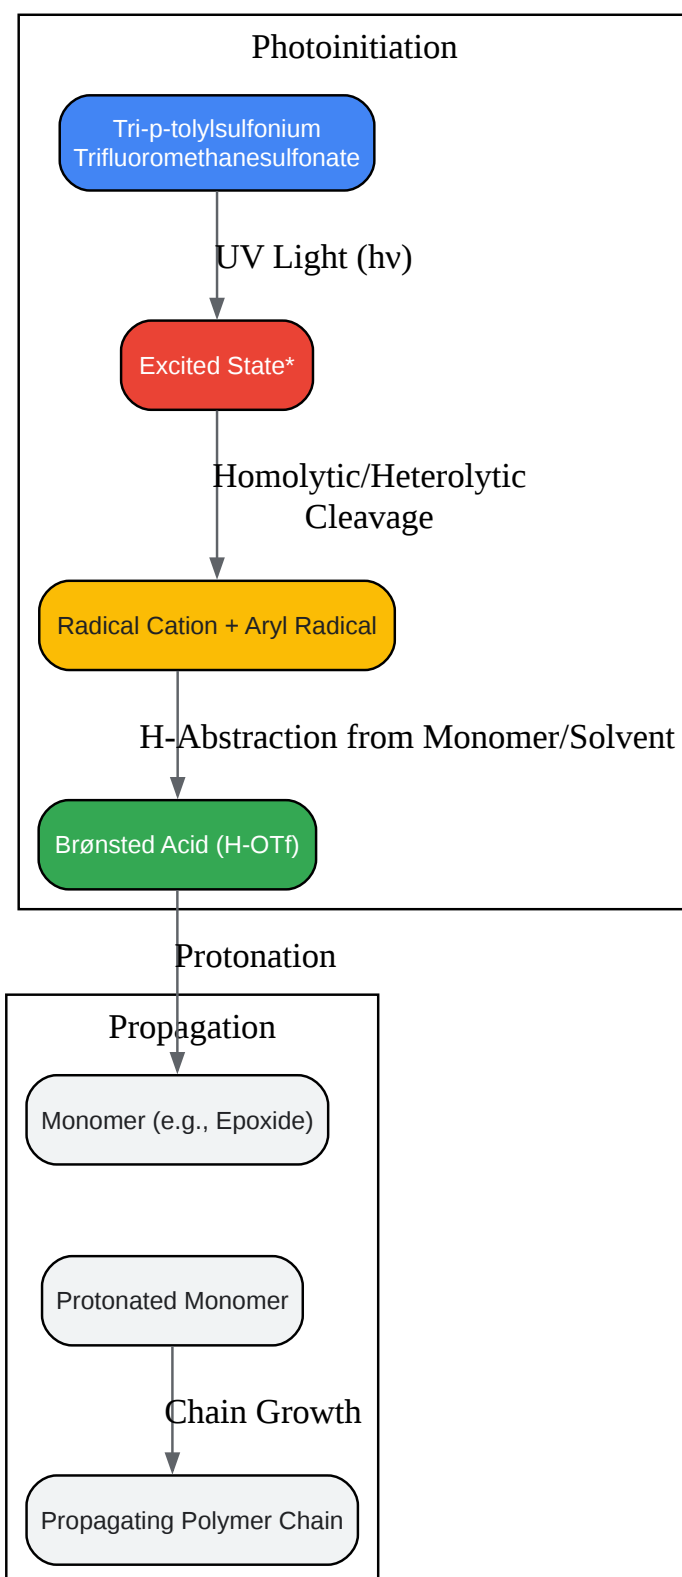 Photoinitiation
Tri-p-tolylsulfonium
Trifluoromethanesulfonate
UV Light (hν)
Excited State*
Homolytic/Heterolytic
Cleavage
Radical Cation + Aryl Radical
H-Abstraction from Monomer/Solvent
Brønsted Acid (H-OTf)
Protonation
Propagation
Monomer (e.g., Epoxide)
Protonated Monomer
Chain Growth
Propagating Polymer Chain